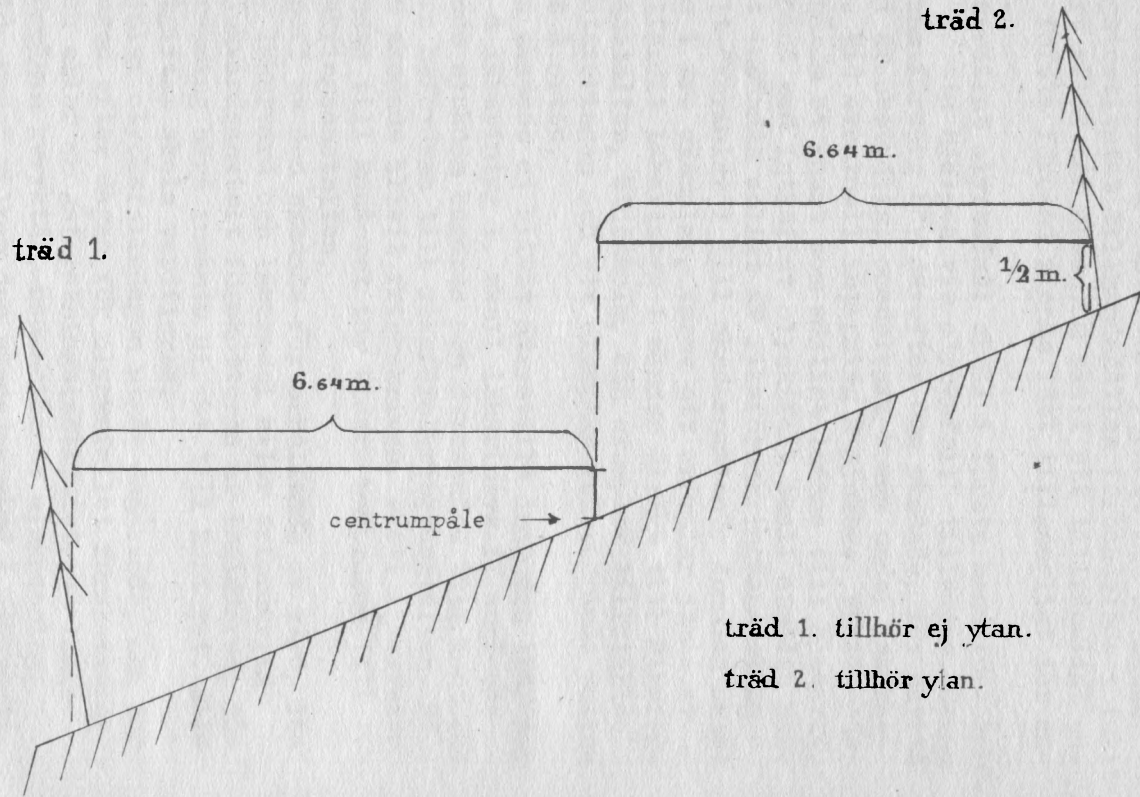 träd 2.
6.64 m.
träd 1.
1/2 m.
6.64 m.
centrumpåle
träd 1. tillhör ej ytan.
träd 2. tillhör ytan.